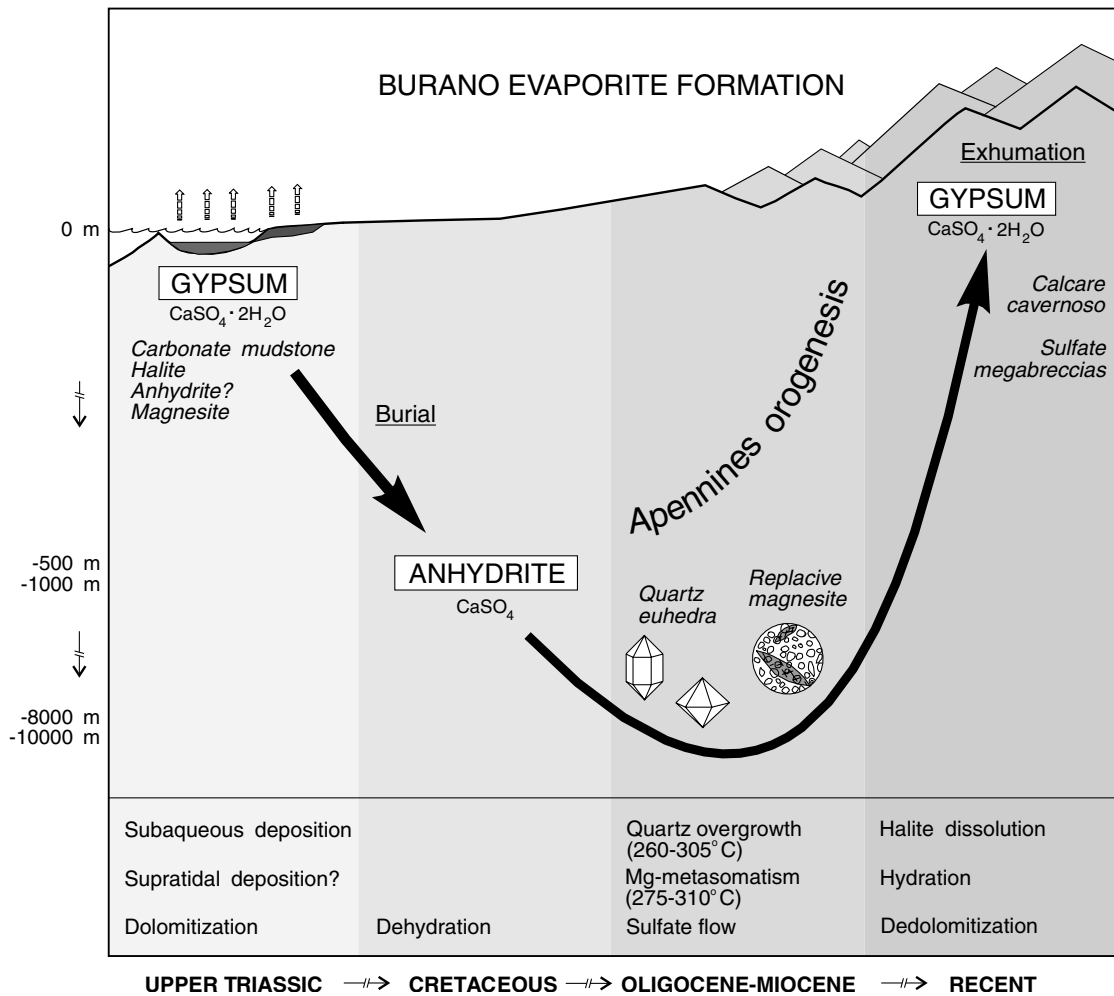 BURANO EVAPORITE FORMATION
Exhumation
GYPSUM
CaSO4 · 2H2O
Calcare
cavernoso
Sulfate
megabreccias
0 m
GYPSUM
CaSO4 · 2H2O
Carbonate mudstone
Halite
Anhydrite?
Magnesite
Burial
Apennines orogenesis
-500 m
-1000 m
ANHYDRITE
CaSO4
Quartz
euhedra
Replacive
magnesite
-8000 m
-10000 m
Subaqueous deposition
Supratidal deposition?
Dolomitization
Dehydration
Quartz overgrowth
(260-305°C)
Mg-metasomatism
(275-310°C)
Sulfate flow
Halite dissolution
Hydration
Dedolomitization
UPPER TRIASSIC CRETACEOUS OLIGOCENE-MIOCENE RECENT